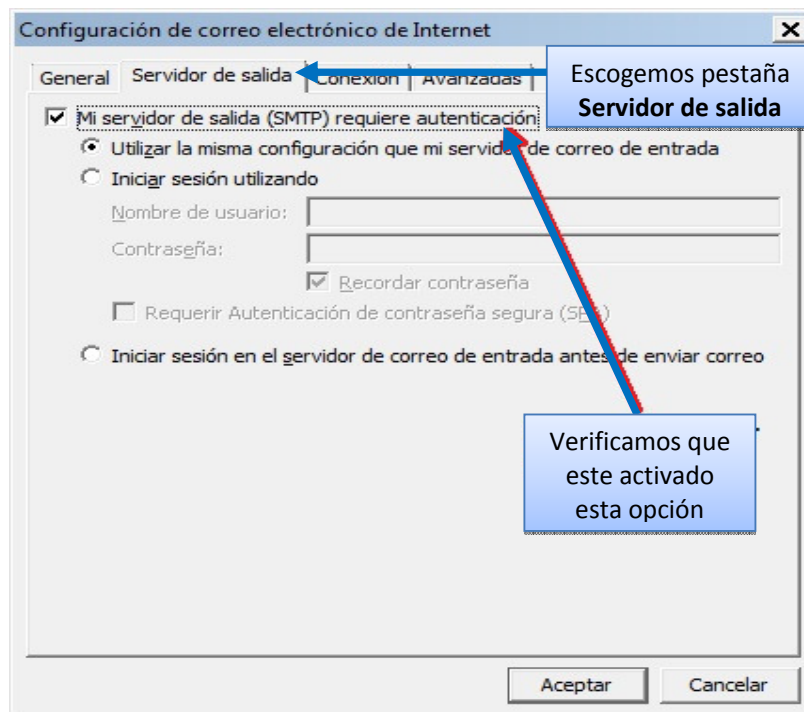 Configuración de correo electrónico de Internet
General Servidor de salida Conexión Avanzadas
Escogemos pestaña
Servidor de salida
Mi servidor de salida (SMTP) requiere autenticación
Utilizar la misma configuración que mi servidor de correo de entrada
Iniciar sesión utilizando
Nombre de usuario:
Contraseña:
Recordar contraseña
Requerir Autenticación de contraseña segura (SPA)
Iniciar sesión en el servidor de correo de entrada antes de enviar correo
Verificamos que
este activado
esta opción
Aceptar Cancelar